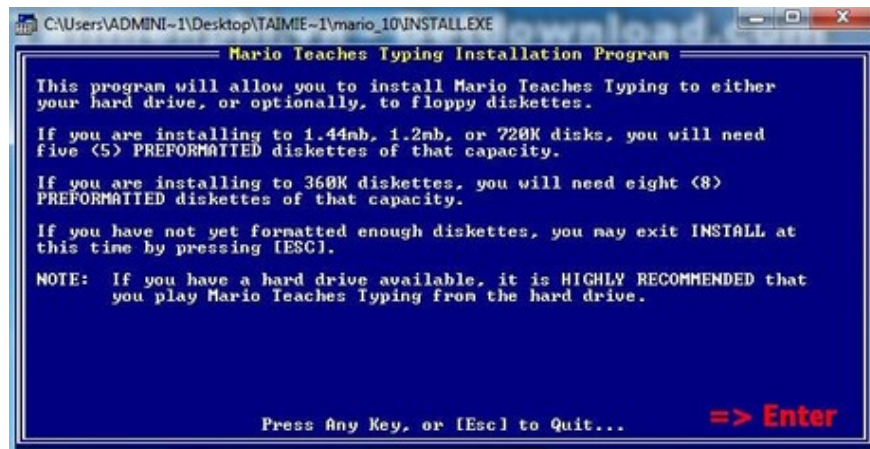 C:\Users\ADMINI~1\Desktop\TAIMIE~1\mario_10\INSTALL.EXE
Mario Teaches Typing Installation Program
This program will allow you to install Mario Teaches Typing to either
your hard drive, or optionally, to floppy diskettes.
If you are installing to 1.44mb, 1.2mb, or 720K disks, you will need
five (5) PREFORMATTED diskettes of that capacity.
If you are installing to 360K diskettes, you will need eight (8)
PREFORMATTED diskettes of that capacity.
If you have not yet formatted enough diskettes, you may exit INSTALL at
this time by pressing [ESC].
NOTE: If you have a hard drive available, it is HIGHLY RECOMMENDED that
you play Mario Teaches Typing from the hard drive.
Press Any Key, or [Esc] to Quit...
=> Enter